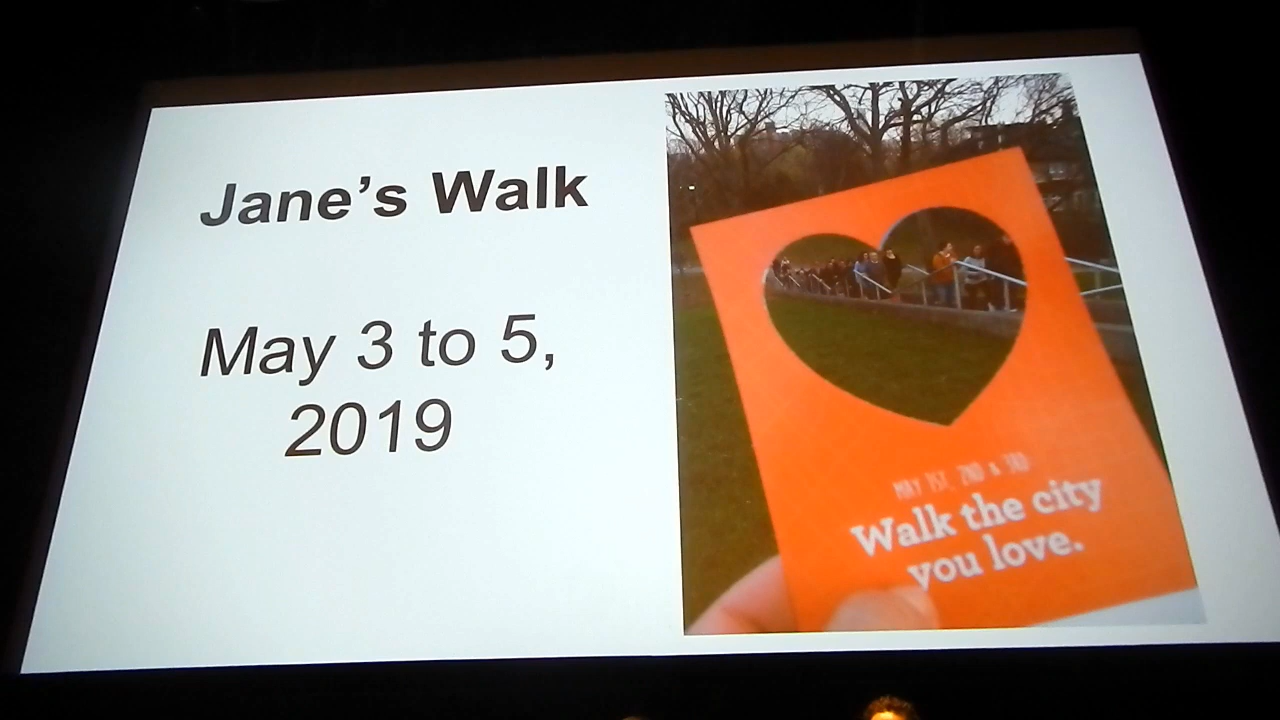 Jane's Walk
May 3 to 5,
2019
MAY 1ST, 2ND & 3RD
Walk the city
you love.